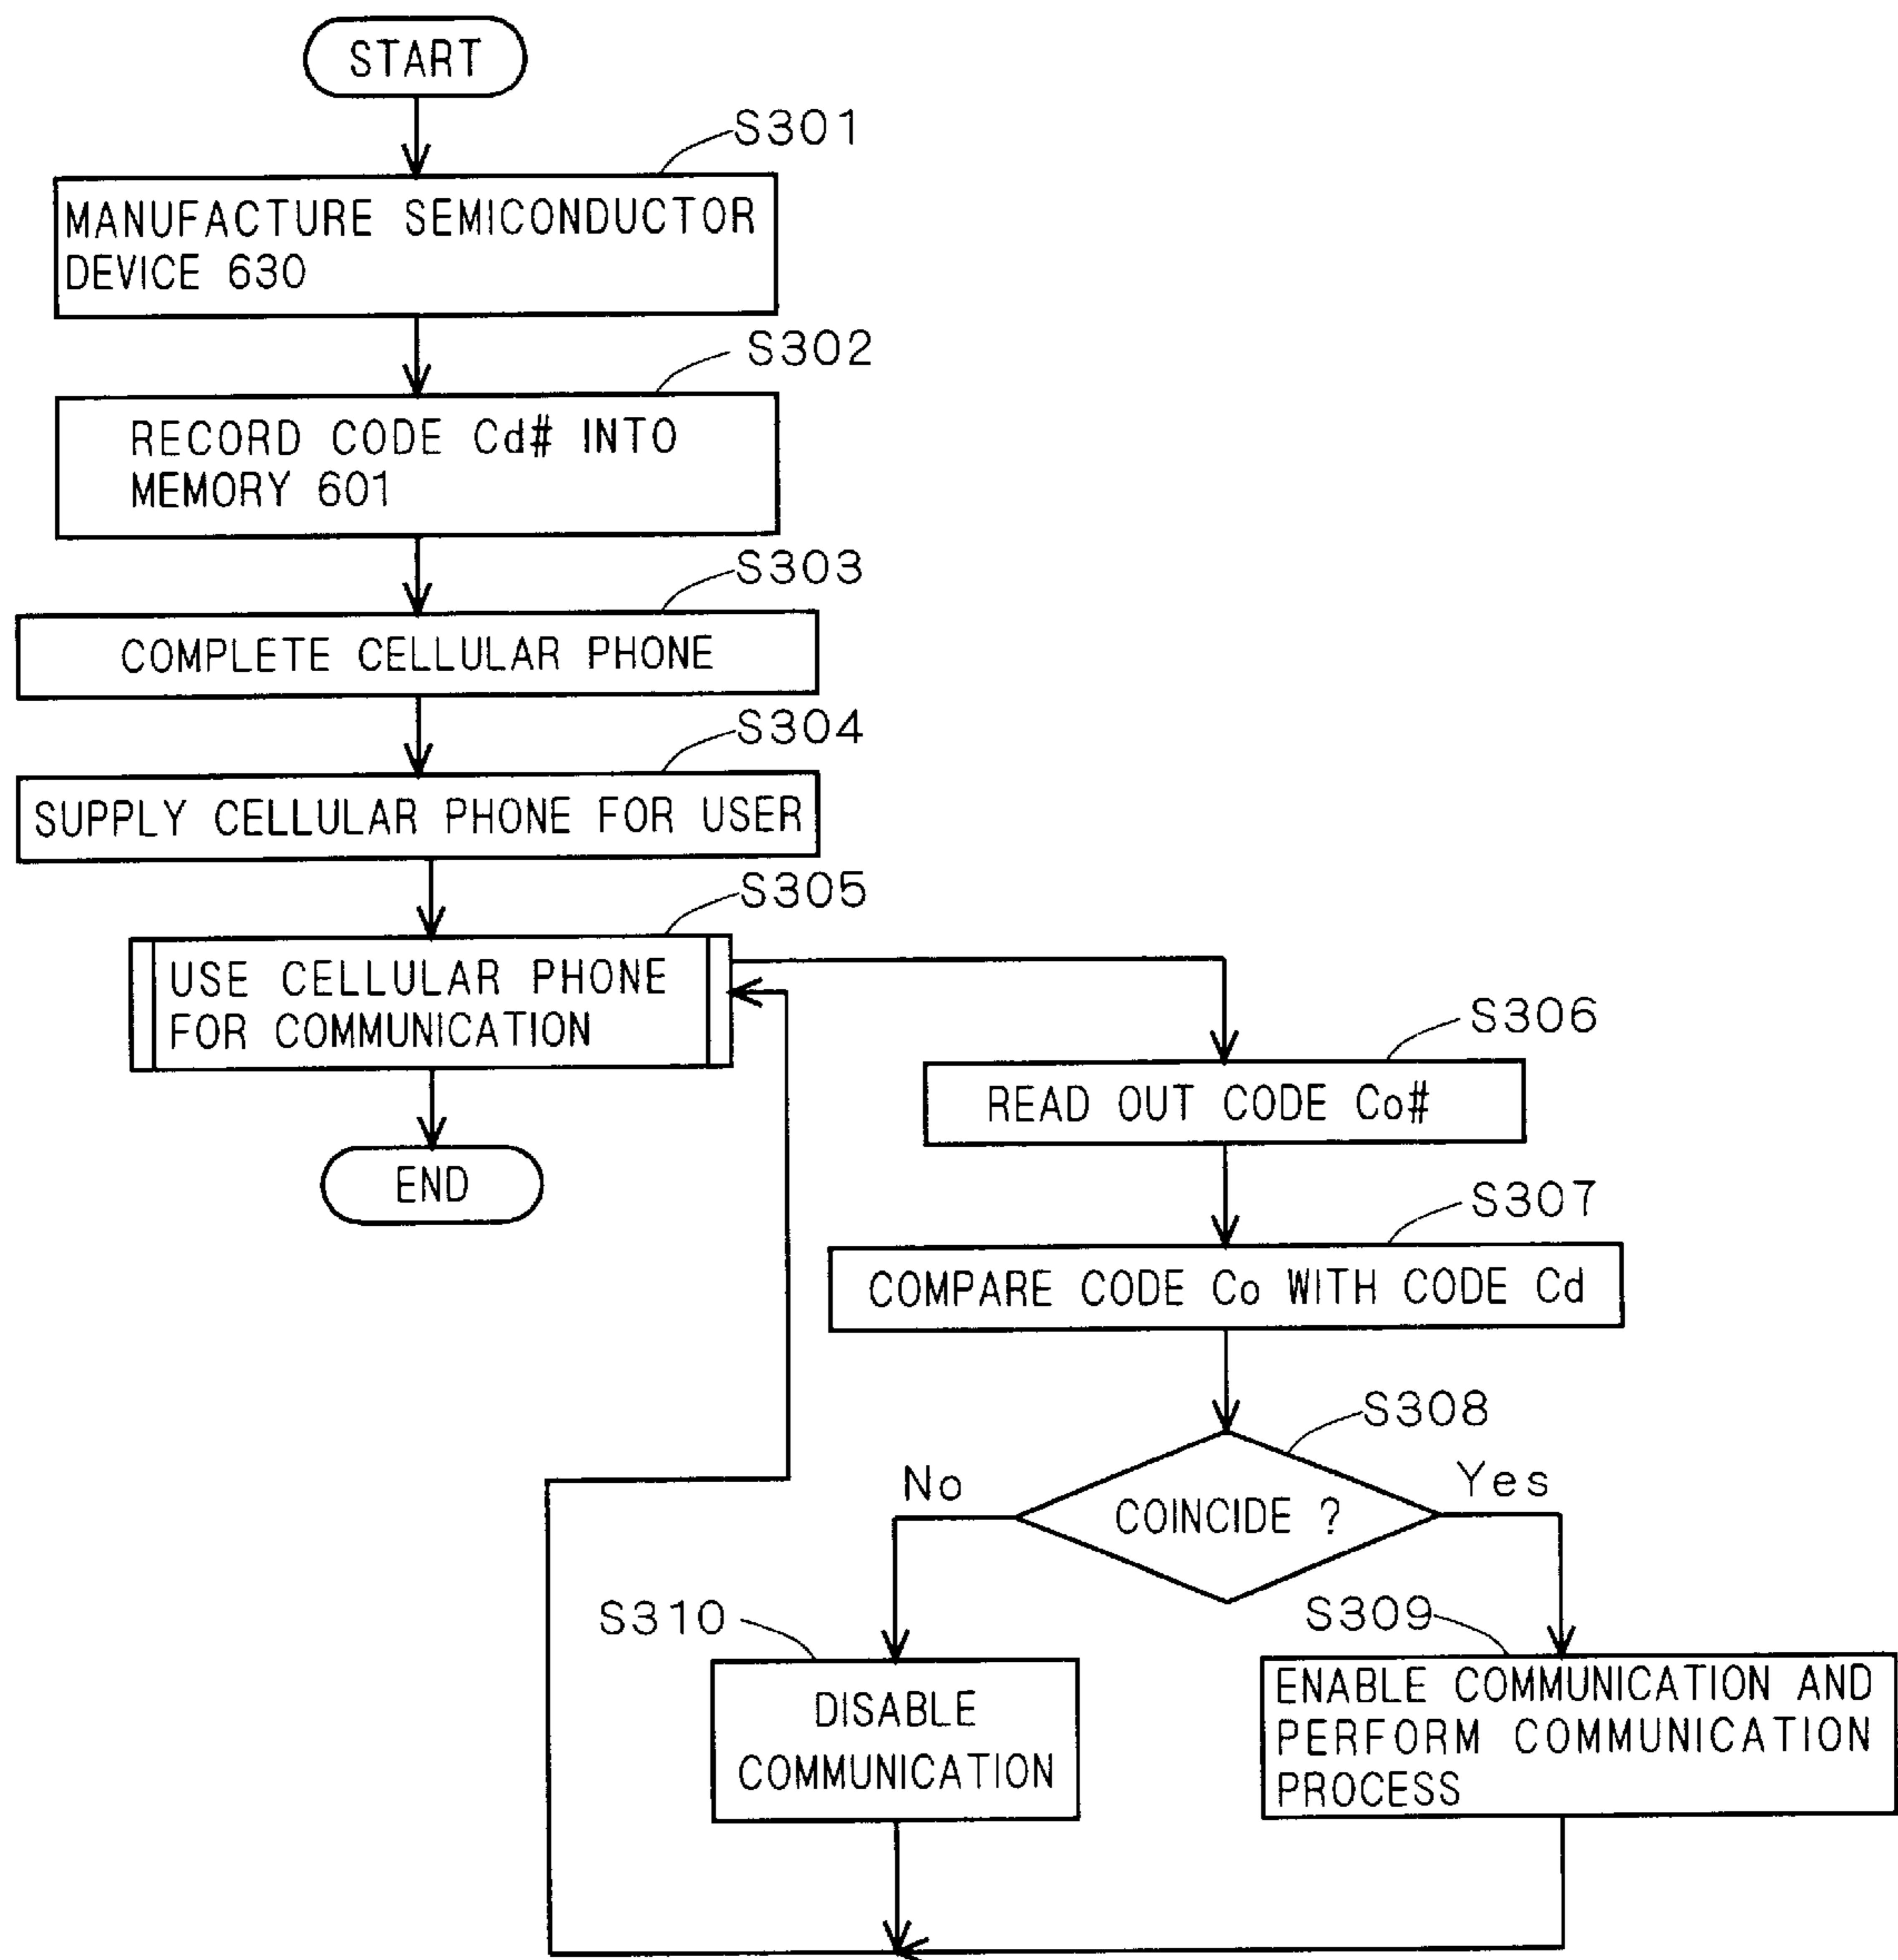 START
S301
MANUFACTURE SEMICONDUCTOR
DEVICE 630
S302
RECORD CODE Cd# INTO
MEMORY 601
S303
COMPLETE CELLULAR PHONE
S304
SUPPLY CELLULAR PHONE FOR USER
S305
USE CELLULAR PHONE
FOR COMMUNICATION
END
S306
READ OUT CODE Co#
S307
COMPARE CODE Co WITH CODE Cd
S308
COINCIDE ?
No
Yes
S310
DISABLE
COMMUNICATION
S309
ENABLE COMMUNICATION AND
PERFORM COMMUNICATION
PROCESS